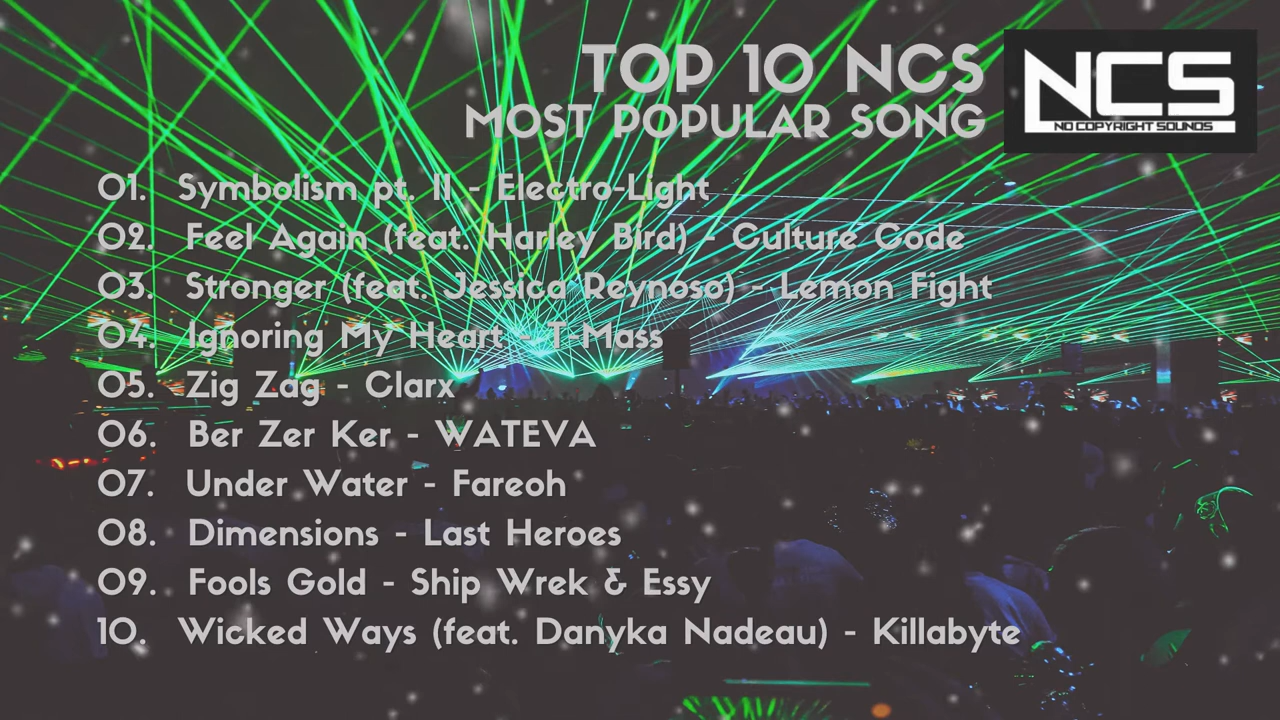 TOP 10 NCS
MOST POPULAR SONG
NCS
NO COPYRIGHT SOUNDS
01. Symbolism pt. II - Electro-Light
02. Feel Again (feat. Harley Bird) - Culture Code
03. Stronger (feat. Jessica Reynoso) - Lemon Fight
04. Ignoring My Heart - T-Mass
05. Zig Zag - Clarx
06. Ber Zer Ker - WATEVA
07. Under Water - Fareoh
08. Dimensions - Last Heroes
09. Fools Gold - Ship Wrek & Essy
10. Wicked Ways (feat. Danyka Nadeau) - Killabyte